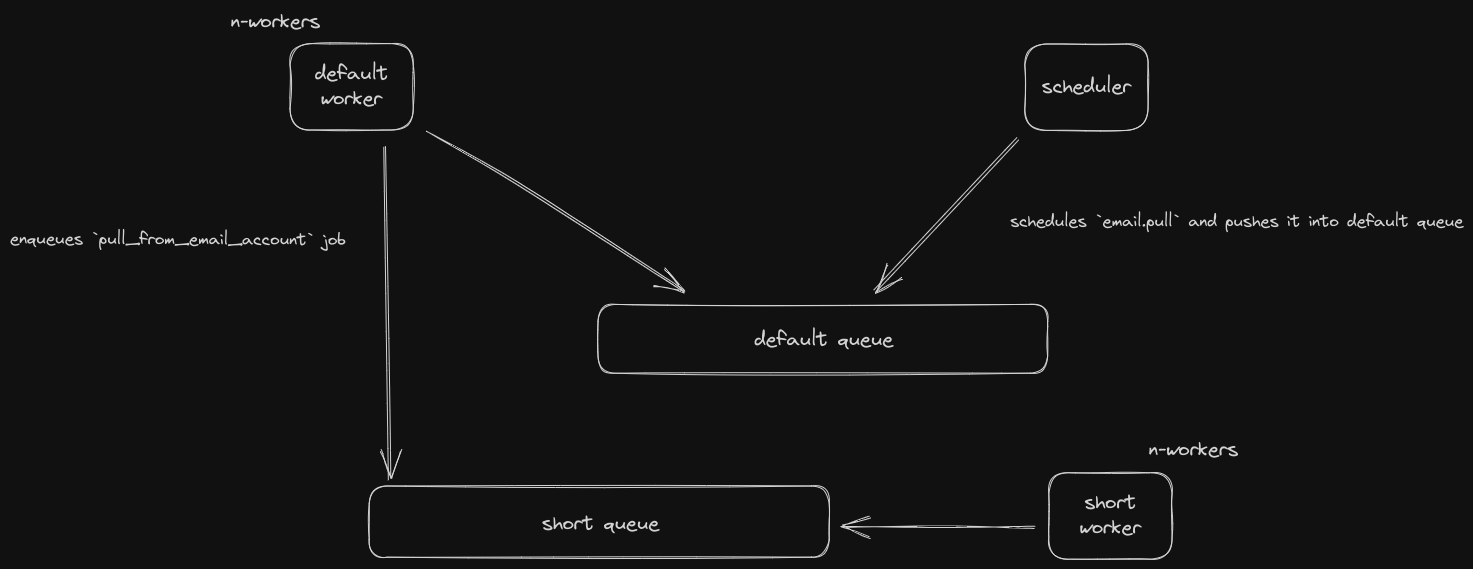 n-workers
default
worker
scheduler
schedules `email.pull` and pushes it into default queue
enqueues `pull_from_email_account` job
default queue
n-workers
short
worker
short queue